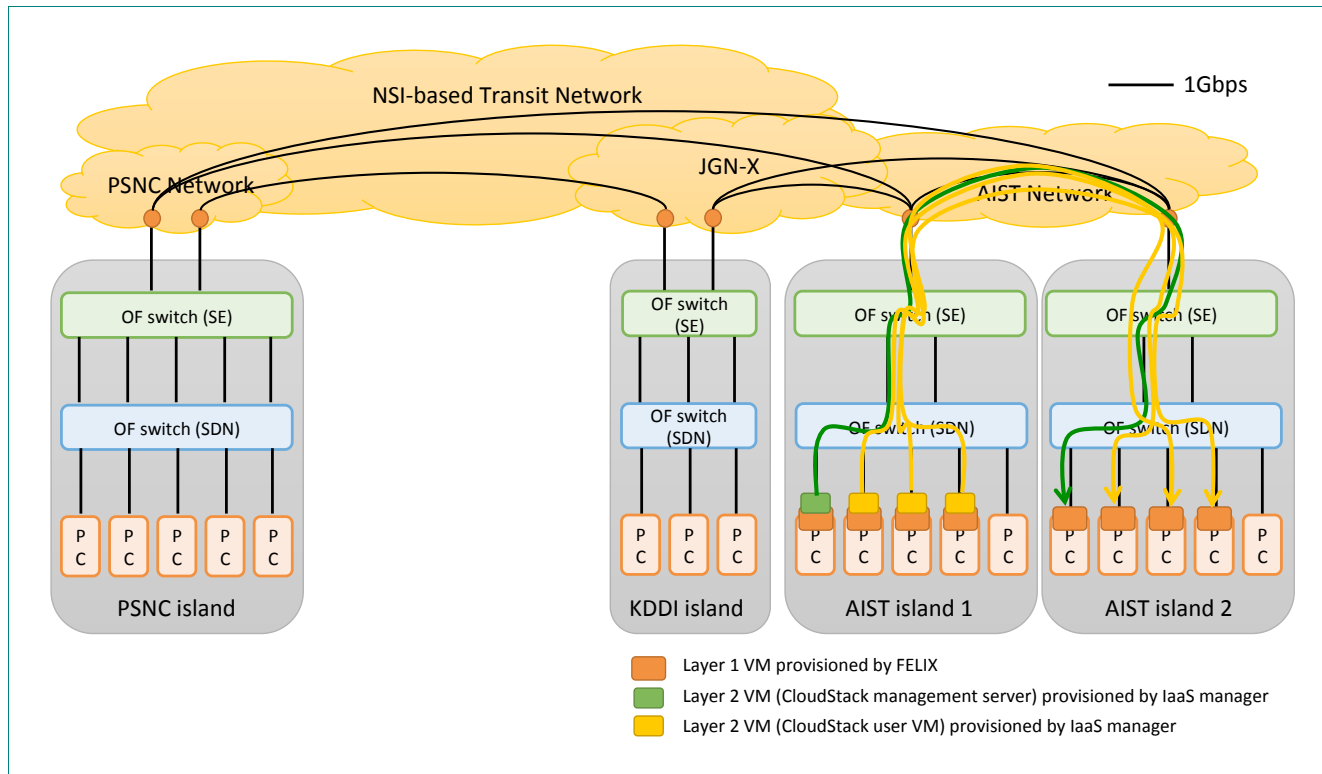 NSI-based Transit Network
1Gbps
JGN-X
PSNC Network
AIST Network
OF switch (SE)
OF switch
(SE)
OF switch (SE)
OF switch (SE)
OF switch (SDN)
OF switch
(SDN)
OF switch (SDN)
OF switch (SDN)
P
C
P
C
P
C
P
C
P
C
P
C
P
C
P
C
P
C
P
C
P
C
P
C
P
C
P
C
P
C
P
C
P
C
P
C
PSNC island
KDDI island
AIST island 1
AIST island 2
Layer 1 VM provisioned by FELIX
Layer 2 VM (CloudStack management server) provisioned by IaaS manager
Layer 2 VM (CloudStack user VM) provisioned by IaaS manager